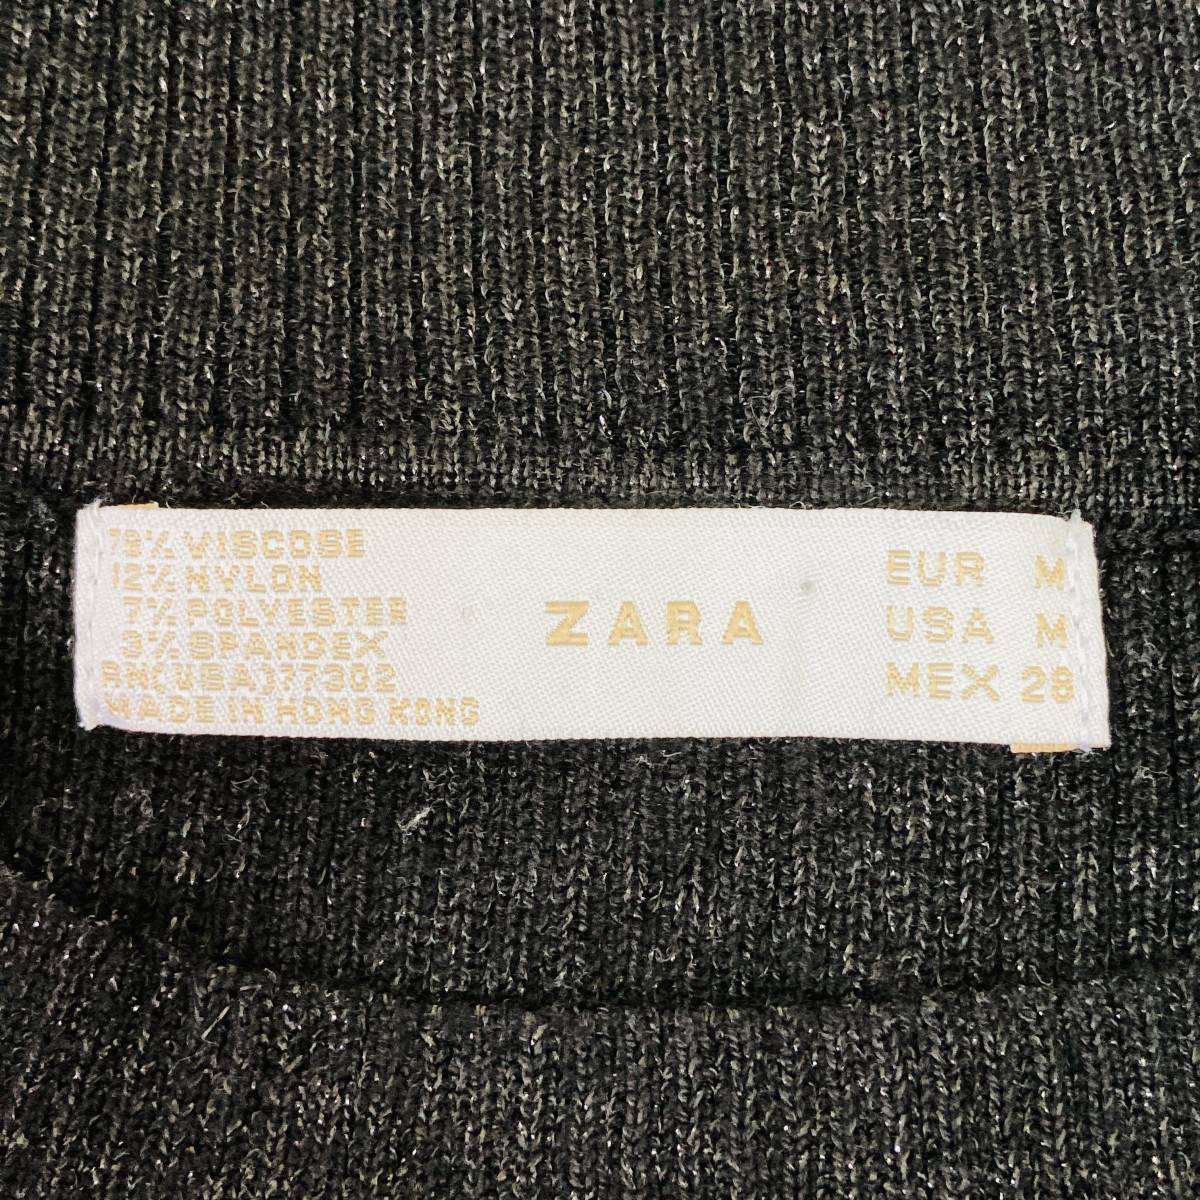 78% VISCOSE
12% NYLON
7% POLYESTER
3% SPANDEX
RN(USA)77302
MADE IN HONG KONG
ZARA
EUR M
USA M
MEX 28